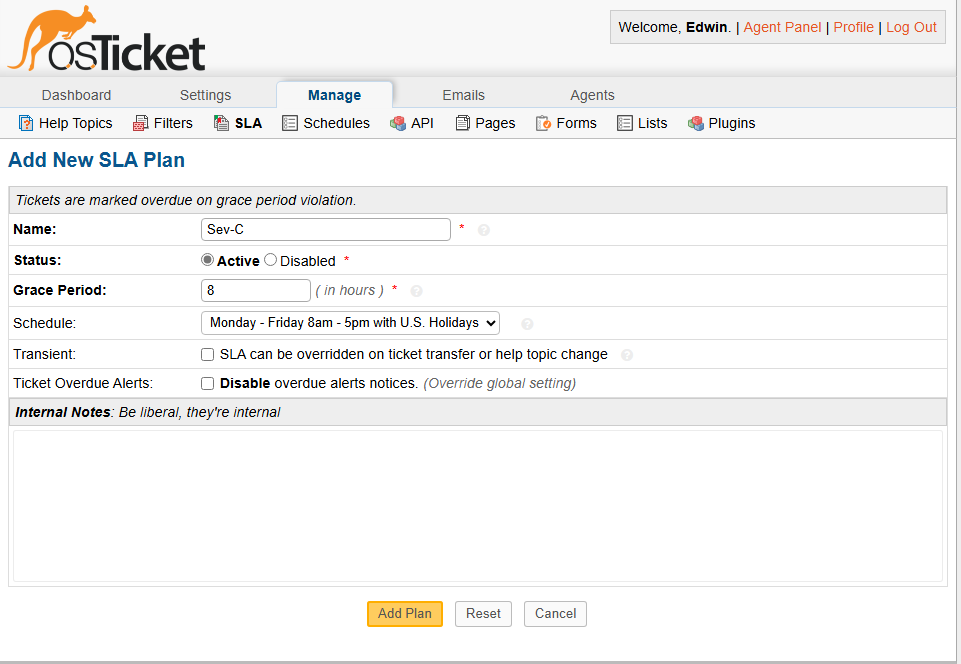 osTicket
Welcome, Edwin. | Agent Panel | Profile | Log Out
Dashboard Settings Manage Emails Agents
Help Topics Filters SLA Schedules API Pages Forms Lists Plugins
Add New SLA Plan
Tickets are marked overdue on grace period violation.
Name: Sev-C * ?
Status: Active Disabled *
Grace Period: 8 ( in hours ) * ?
Schedule: Monday - Friday 8am - 5pm with U.S. Holidays ?
Transient: SLA can be overridden on ticket transfer or help topic change ?
Ticket Overdue Alerts: Disable overdue alerts notices. (Override global setting)
Internal Notes: Be liberal, they're internal
Add Plan Reset Cancel